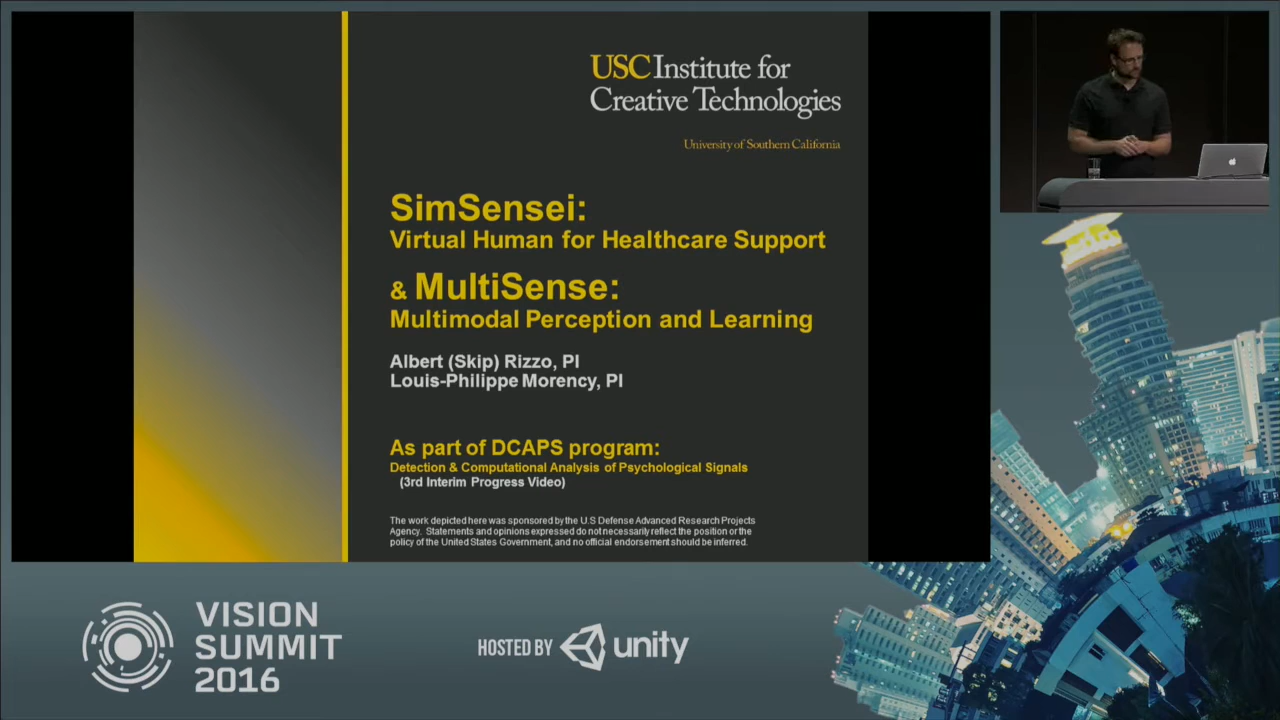 USC Institute for
Creative Technologies
University of Southern California
SimSensei:
Virtual Human for Healthcare Support
& MultiSense:
Multimodal Perception and Learning
Albert (Skip) Rizzo, PI
Louis-Philippe Morency, PI
As part of DCAPS program:
Detection & Computational Analysis of Psychological Signals
(3rd Interim Progress Video)
The work depicted here was sponsored by the U.S Defense Advanced Research Projects
Agency. Statements and opinions expressed do not necessarily reflect the position or the
policy of the United States Government, and no official endorsement should be inferred.
VISION
SUMMIT
2016
HOSTED BY unity